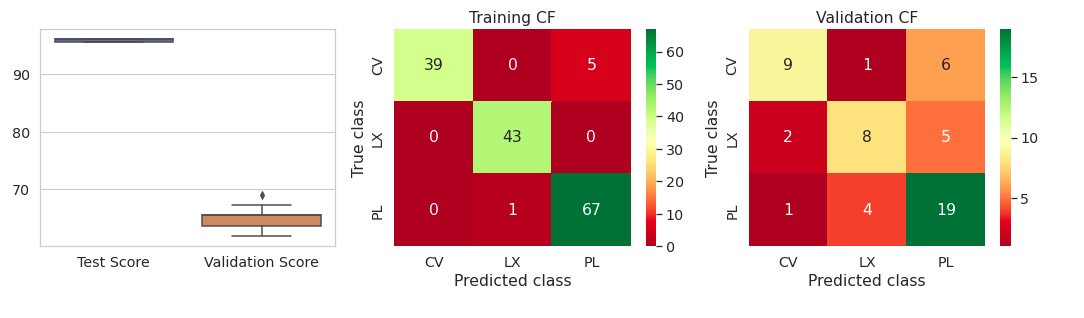 90
80
70
Test Score
Validation Score
Training CF
True class
CV
LX
PL
39
0
5
0
43
0
0
1
67
CV
LX
PL
Predicted class
60
50
40
30
20
10
0
Validation CF
True class
CV
LX
PL
9
1
6
2
8
5
1
4
19
CV
LX
PL
Predicted class
15
10
5